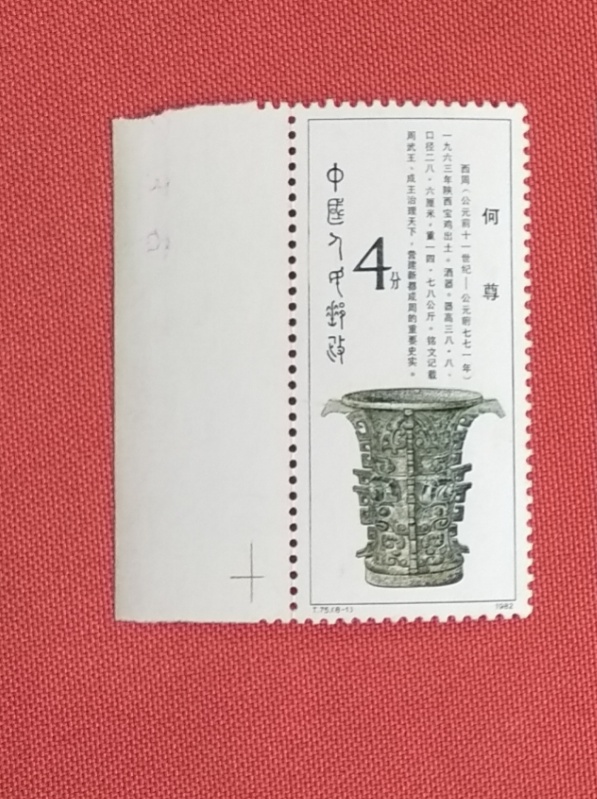 何尊
西周（公元前十一世纪—公元前七七一年）
一九六三年陕西宝鸡出土。酒器。器高三八·八，
口径二八·六厘米，重一四·七八公斤。铭文记载
周武王、成王治理天下，营建新都成周的重要史实。
4分
中國人民郵政
T.75.(8-1)
1982